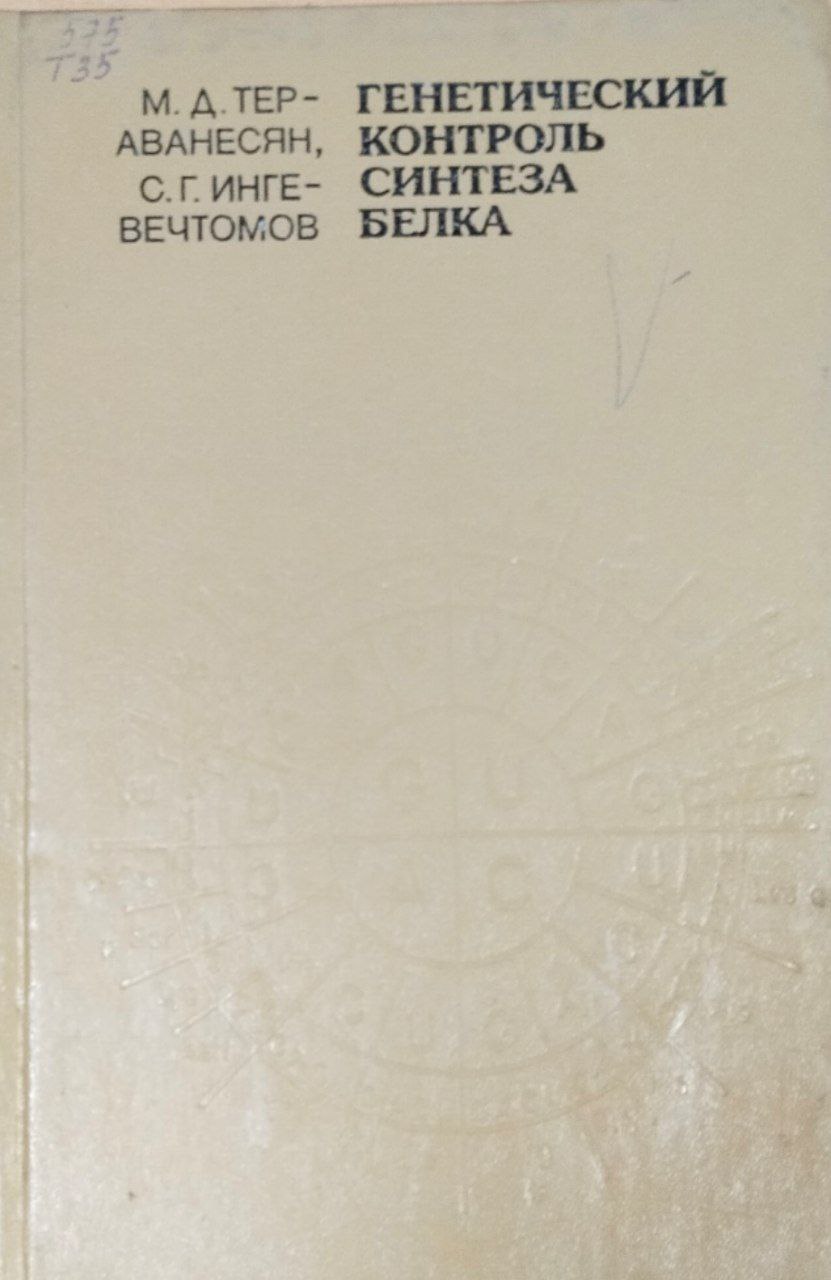 575
Т35
М. Д. ТЕР-
АВАНЕСЯН,
С. Г. ИНГЕ-
ВЕЧТОМОВ
ГЕНЕТИЧЕСКИЙ
КОНТРОЛЬ
СИНТЕЗА
БЕЛКА
G U
A C